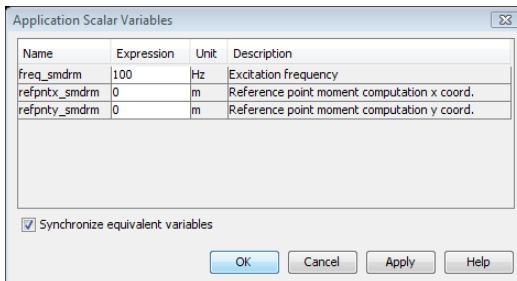 Application Scalar Variables
Name Expression Unit Description
freq_smdrm 100 Hz Excitation frequency
refpntx_smdrm 0 m Reference point moment computation x coord.
refpnty_smdrm 0 m Reference point moment computation y coord.
Synchronize equivalent variables
OK Cancel Apply Help